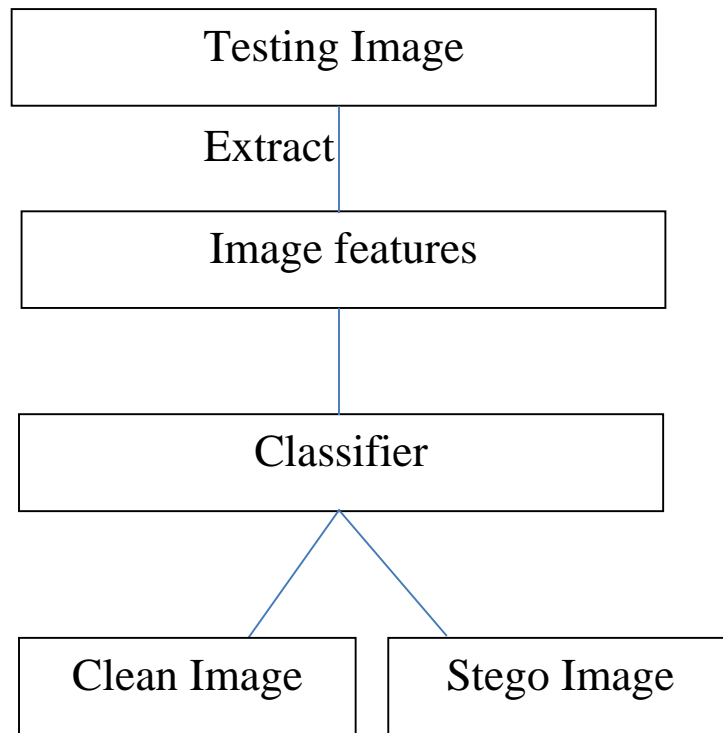 Testing Image
Extract
Image features
Classifier
Clean Image
Stego Image